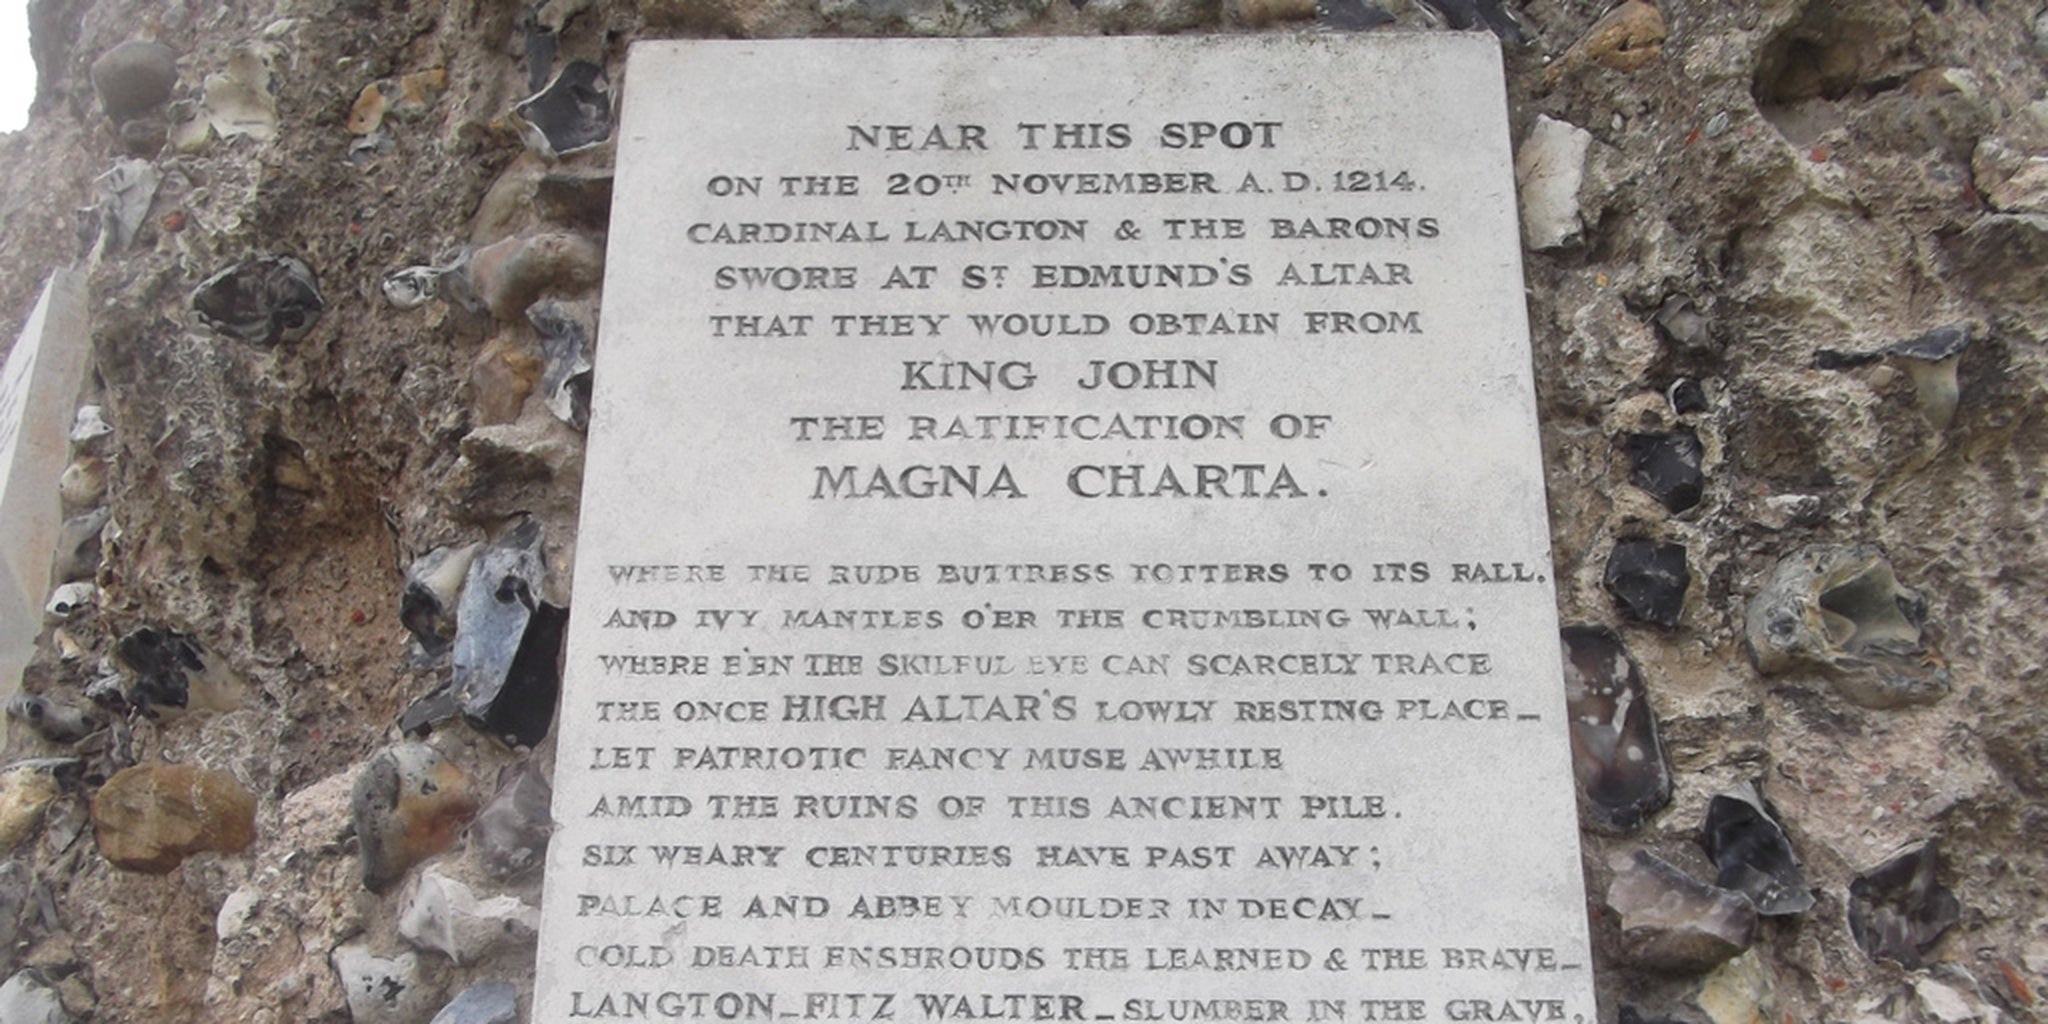 NEAR THIS SPOT
ON THE 20TH NOVEMBER A.D. 1214.
CARDINAL LANGTON & THE BARONS
SWORE AT ST EDMUND'S ALTAR
THAT THEY WOULD OBTAIN FROM
KING JOHN
THE RATIFICATION OF
MAGNA CHARTA.
WHERE THE RUDE BUTTRESS TOTTERS TO ITS FALL.
AND IVY MANTLES O'ER THE CRUMBLING WALL;
WHERE E'EN THE SKILFUL EYE CAN SCARCELY TRACE
THE ONCE HIGH ALTAR'S LOWLY RESTING PLACE_
LET PATRIOTIC FANCY MUSE AWHILE
AMID THE RUINS OF THIS ANCIENT PILE.
SIX WEARY CENTURIES HAVE PAST AWAY;
PALACE AND ABBEY MOULDER IN DECAY_
COLD DEATH ENSHROUDS THE LEARNED & THE BRAVE_
LANGTON_FITZ WALTER_SLUMBER IN THE GRAVE,